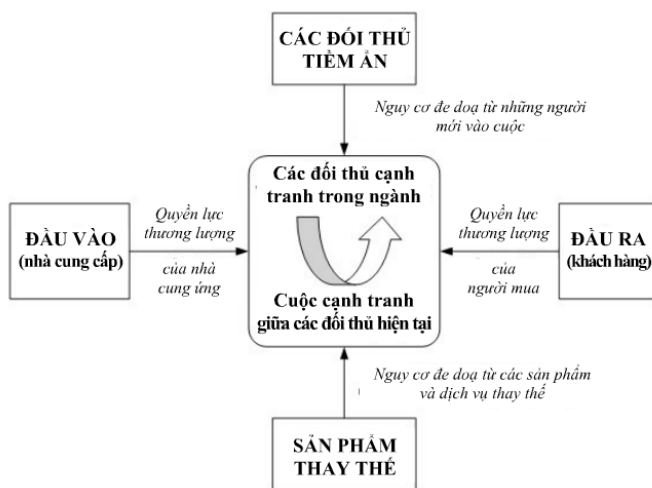 CÁC ĐỐI THỦ
TIỀM ẨN
Nguy cơ đe doạ từ những người
mới vào cuộc
Các đối thủ cạnh
tranh trong ngành
ĐẦU VÀO
(nhà cung cấp)
Quyền lực
thương lượng
của nhà
cung ứng
Quyền lực
thương lượng
của
người mua
ĐẦU RA
(khách hàng)
Cuộc cạnh tranh
giữa các đối thủ hiện tại
Nguy cơ đe doạ từ các sản phẩm
và dịch vụ thay thế
SẢN PHẨM
THAY THẾ